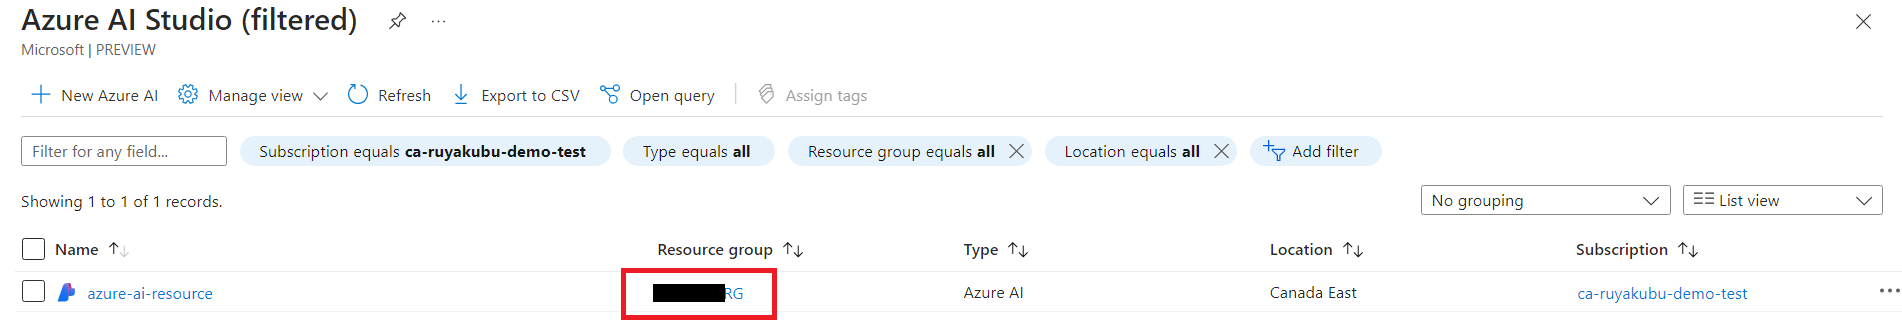 Azure AI Studio (filtered)
Microsoft | PREVIEW
New Azure AI Manage view Refresh Export to CSV Open query Assign tags
Filter for any field... Subscription equals ca-ruyakubu-demo-test Type equals all Resource group equals all Location equals all Add filter
Showing 1 to 1 of 1 records. No grouping List view
Name Resource group Type Location Subscription
azure-ai-resource RG Azure AI Canada East ca-ruyakubu-demo-test